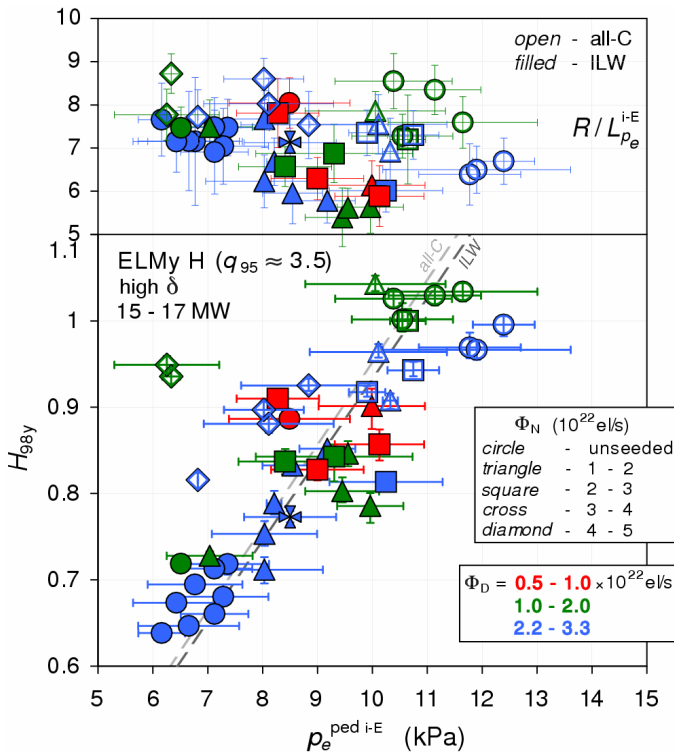 10
9
8
7
6
5
open - all-C
filled - ILW
R / L_{p_e}^{i-E}
1.1
1
0.9
0.8
0.7
0.6
H_{98y}
ELMy H (q_{95} ≈ 3.5)
high δ
15 - 17 MW
all-C
ILW
Φ_N (10^{22} el/s)
circle - unseeded
triangle - 1 - 2
square - 2 - 3
cross - 3 - 4
diamond - 4 - 5
Φ_D = 0.5 - 1.0 ×10^{22} el/s
1.0 - 2.0
2.2 - 3.3
5 6 7 8 9 10 11 12 13 14 15
p_e^{ped i-E} (kPa)